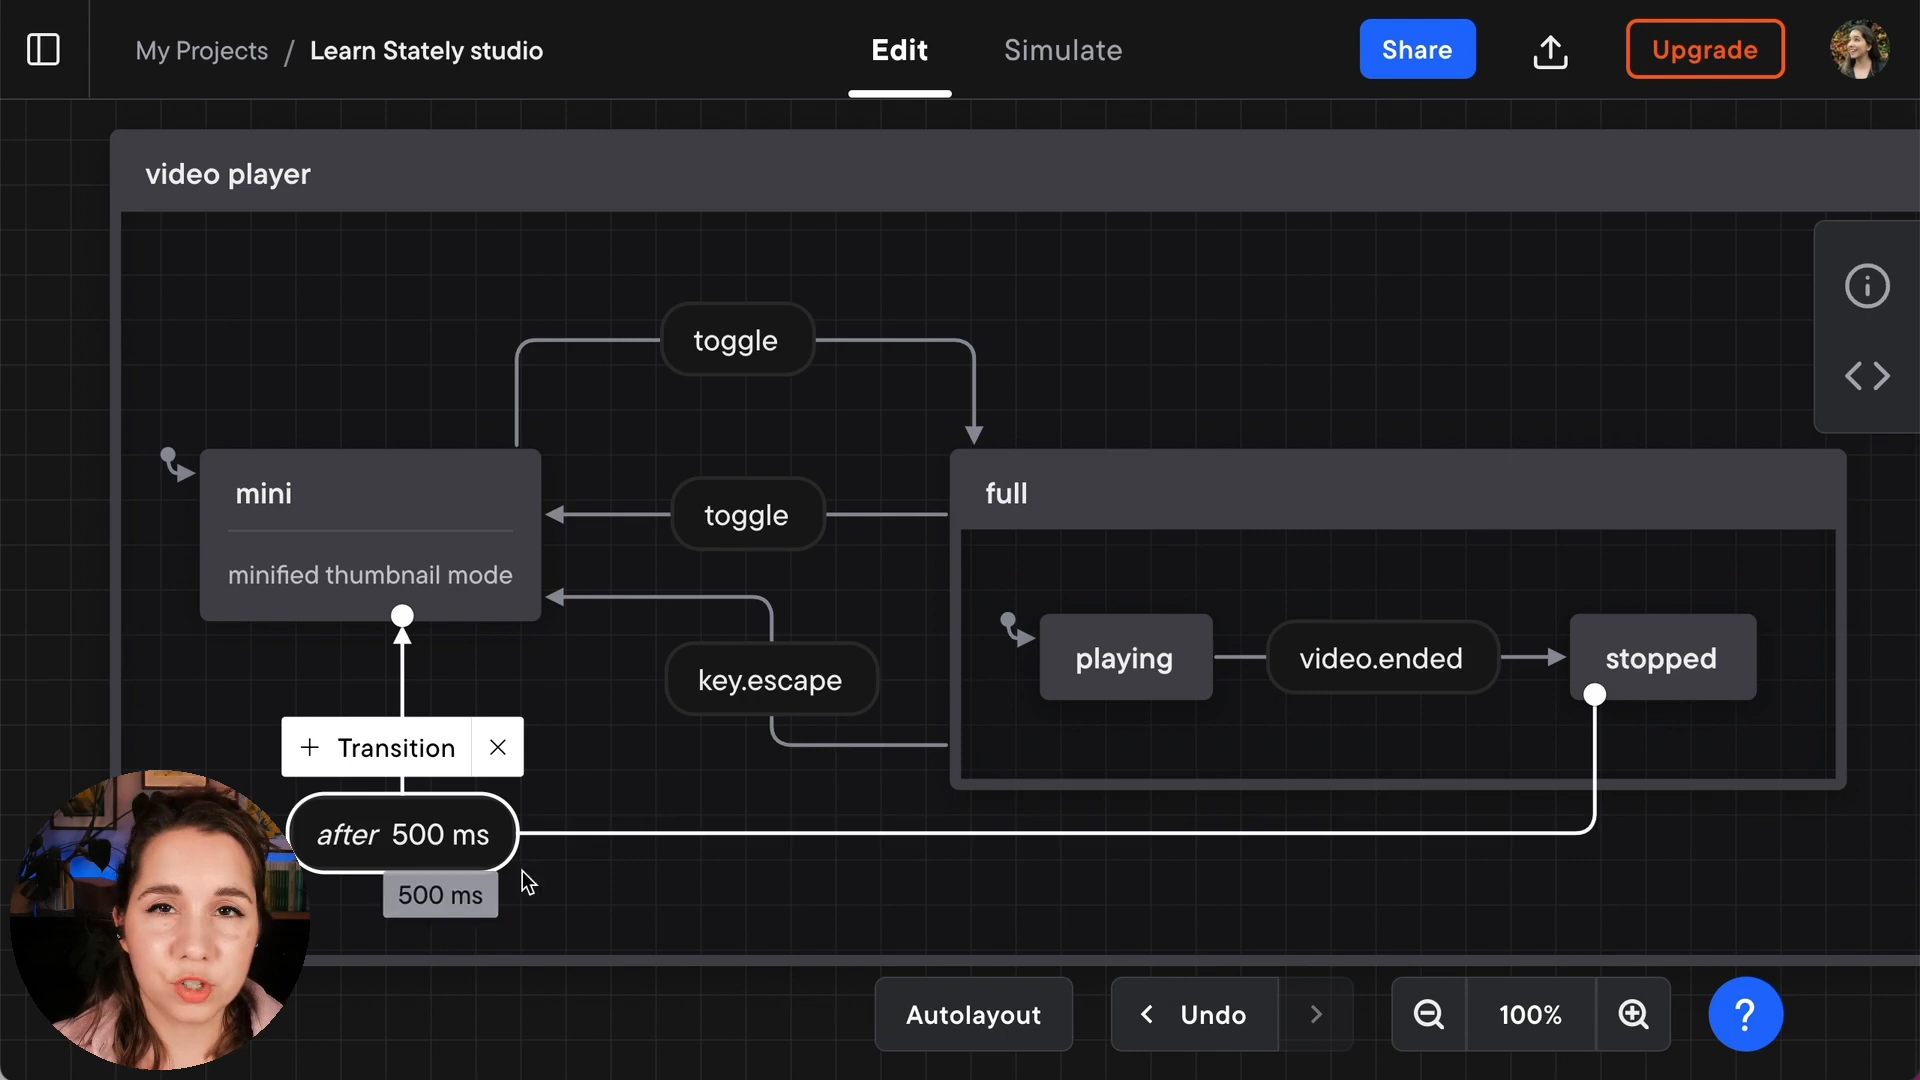 My Projects / Learn Stately studio
Edit
Simulate
Share
Upgrade
video player
toggle
mini
minified thumbnail mode
toggle
full
key.escape
playing
video.ended
stopped
+ Transition
after 500 ms
500 ms
Autolayout
Undo
100%
?